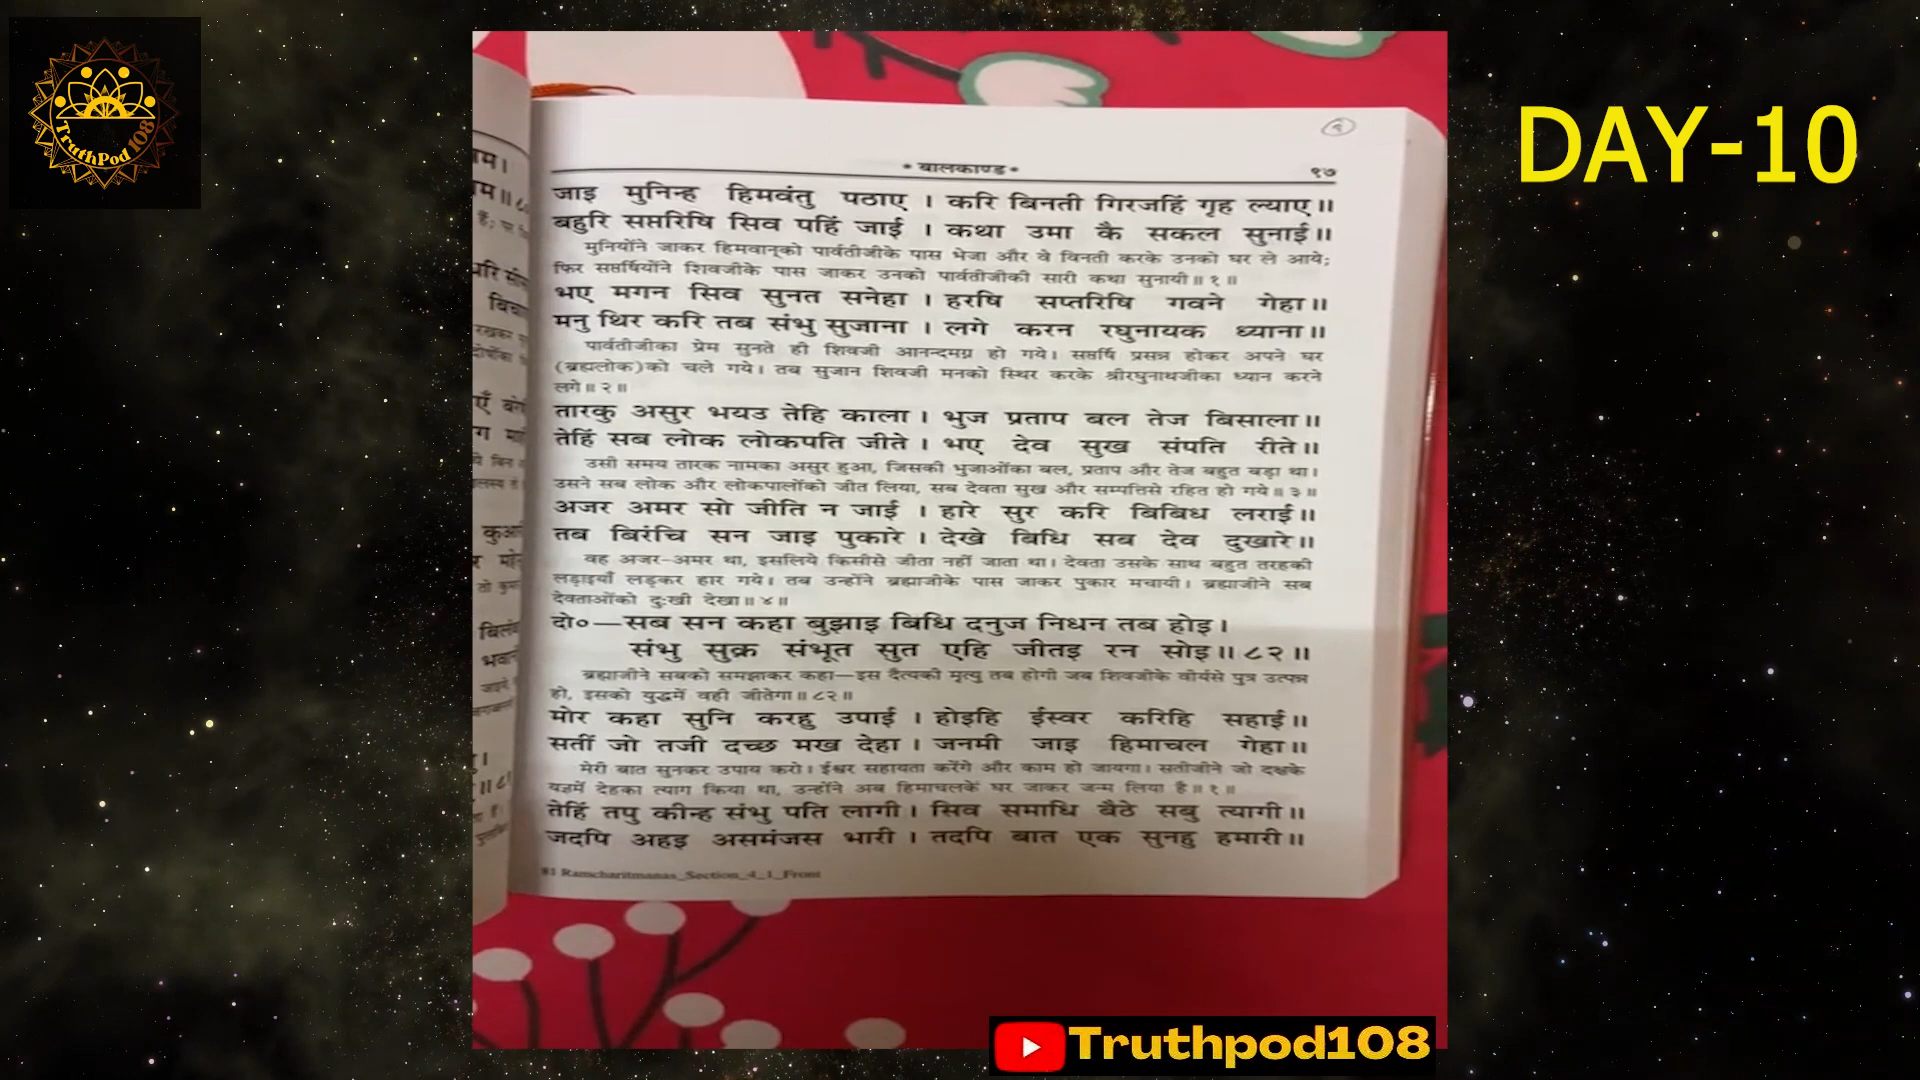 TruthPod 108
DAY-10
* बालकाण्ड *
९७
जाइ मुनिन्ह हिमवंतु पठाए । करि बिनती गिरजहिं गृह ल्याए॥
बहुरि सप्तरिषि सिव पहिं जाई । कथा उमा कै सकल सुनाई॥
मुनियोंने जाकर हिमवान्‌को पार्वतीजीके पास भेजा और वे विनती करके उनको घर ले आये;
फिर सप्तर्षियोंने शिवजीके पास जाकर उनको पार्वतीजीकी सारी कथा सुनायी॥ १॥
भए मगन सिव सुनत सनेहा । हरषि सप्तरिषि गवने गेहा॥
मनु थिर करि तब संभु सुजाना । लगे करन रघुनायक ध्याना॥
पार्वतीजीका प्रेम सुनते ही शिवजी आनन्दमग्न हो गये। सप्तर्षि प्रसन्न होकर अपने घर
(ब्रह्मलोक)को चले गये। तब सुजान शिवजी मनको स्थिर करके श्रीरघुनाथजीका ध्यान करने
लगे॥ २॥
तारकु असुर भयउ तेहि काला । भुज प्रताप बल तेज बिसाला॥
तेहिं सब लोक लोकपति जीते । भए देव सुख संपति रीते॥
उसी समय तारक नामका असुर हुआ, जिसकी भुजाओंका बल, प्रताप और तेज बहुत बड़ा था।
उसने सब लोक और लोकपालोंको जीत लिया, सब देवता सुख और सम्पत्तिसे रहित हो गये॥ ३॥
अजर अमर सो जीति न जाई । हारे सुर करि बिबिध लराई॥
तब बिरंचि सन जाइ पुकारे । देखे बिधि सब देव दुखारे॥
वह अजर-अमर था, इसलिये किसीसे जीता नहीं जाता था। देवता उसके साथ बहुत तरहकी
लड़ाइयाँ लड़कर हार गये। तब उन्होंने ब्रह्माजीके पास जाकर पुकार मचायी। ब्रह्माजीने सब
देवताओंको दुःखी देखा॥ ४॥
दो०—सब सन कहा बुझाइ बिधि दनुज निधन तब होइ।
संभु सुक्र संभूत सुत एहि जीतइ रन सोइ॥ ८२॥
ब्रह्माजीने सबको समझाकर कहा—इस दैत्यकी मृत्यु तब होगी जब शिवजीके वीर्यसे पुत्र उत्पन्न
हो, इसको युद्धमें वही जीतेगा॥ ८२॥
मोर कहा सुनि करहु उपाई । होइहि ईस्वर करिहि सहाई॥
सतीं जो तजी दच्छ मख देहा । जनमी जाइ हिमाचल गेहा॥
मेरी बात सुनकर उपाय करो। ईश्वर सहायता करेंगे और काम हो जायगा। सतीजीने जो दक्षके
यज्ञमें देहका त्याग किया था, उन्होंने अब हिमाचलके घर जाकर जन्म लिया है॥ १॥
तेहिं तपु कीन्ह संभु पति लागी । सिव समाधि बैठे सबु त्यागी॥
जदपि अहइ असमंजस भारी । तदपि बात एक सुनहु हमारी॥
81 Ramcharitmanas_Section_4_1_Front
Truthpod108